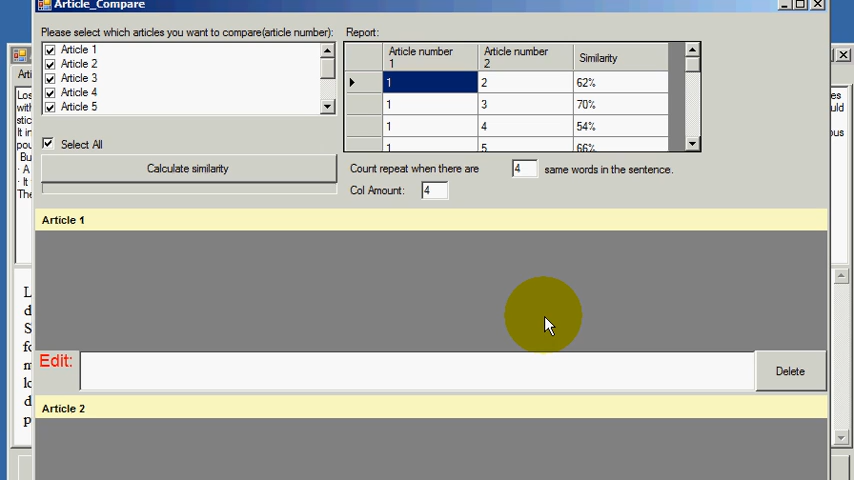 Article_Compare
Please select which articles you want to compare(article number):
Article 1
Article 2
Article 3
Article 4
Article 5
Select All
Calculate similarity
Report:
Article number 1 Article number 2 Similarity
1 2 62%
1 3 70%
1 4 54%
1 5 66%
Count repeat when there are 4 same words in the sentence.
Col Amount: 4
Article 1
Edit:
Delete
Article 2